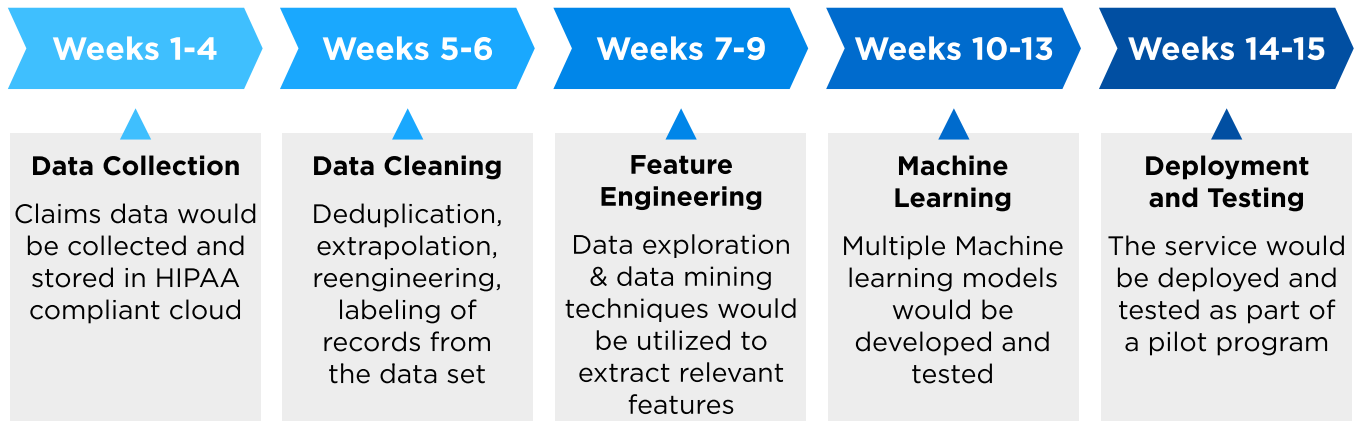 Weeks 1-4
Weeks 5-6
Weeks 7-9
Weeks 10-13
Weeks 14-15
Data Collection
Claims data would
be collected and
stored in HIPAA
compliant cloud
Data Cleaning
Deduplication,
extrapolation,
reengineering,
labeling of
records from
the data set
Feature
Engineering
Data exploration
& data mining
techniques would
be utilized to
extract relevant
features
Machine
Learning
Multiple Machine
learning models
would be
developed and
tested
Deployment
and Testing
The service would
be deployed and
tested as part of
a pilot program